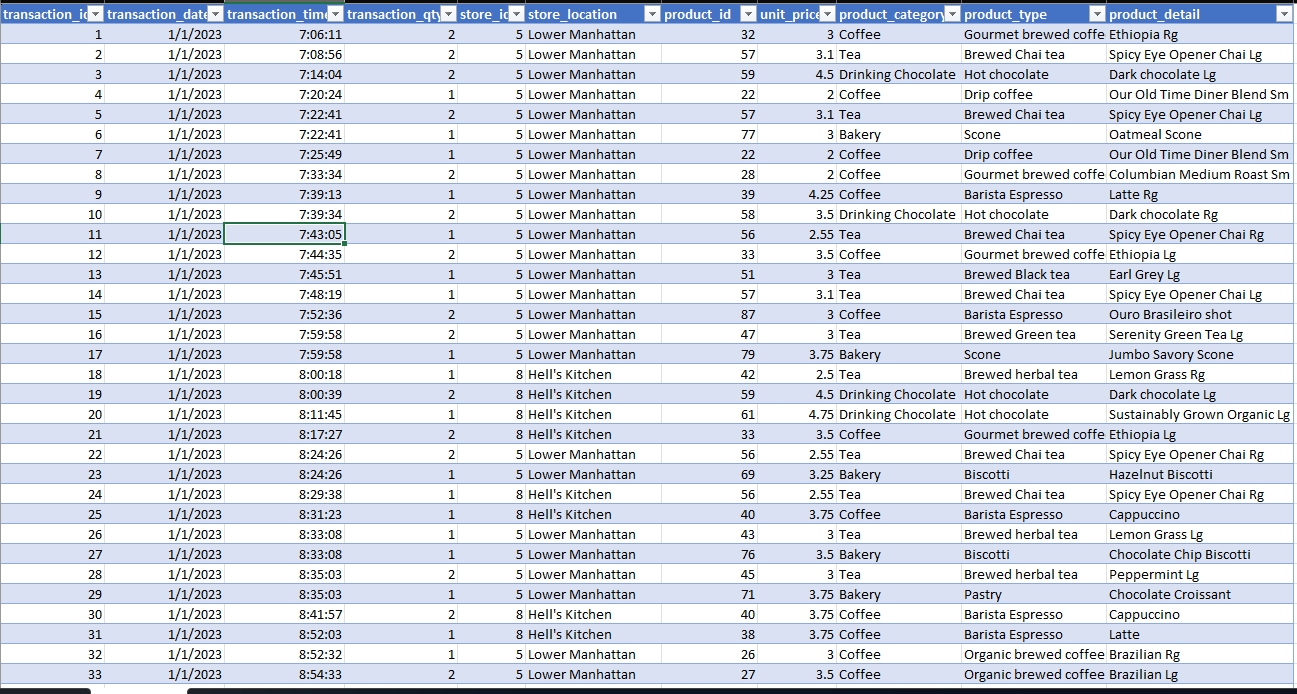 transaction_id transaction_date transaction_time transaction_qty store_id store_location product_id unit_price product_category product_type product_detail
1 1/1/2023 7:06:11 2 5 Lower Manhattan 32 3 Coffee Gourmet brewed coffe Ethiopia Rg
2 1/1/2023 7:08:56 2 5 Lower Manhattan 57 3.1 Tea Brewed Chai tea Spicy Eye Opener Chai Lg
3 1/1/2023 7:14:04 2 5 Lower Manhattan 59 4.5 Drinking Chocolate Hot chocolate Dark chocolate Lg
4 1/1/2023 7:20:24 1 5 Lower Manhattan 22 2 Coffee Drip coffee Our Old Time Diner Blend Sm
5 1/1/2023 7:22:41 2 5 Lower Manhattan 57 3.1 Tea Brewed Chai tea Spicy Eye Opener Chai Lg
6 1/1/2023 7:22:41 1 5 Lower Manhattan 77 3 Bakery Scone Oatmeal Scone
7 1/1/2023 7:25:49 1 5 Lower Manhattan 22 2 Coffee Drip coffee Our Old Time Diner Blend Sm
8 1/1/2023 7:33:34 2 5 Lower Manhattan 28 2 Coffee Gourmet brewed coffe Columbian Medium Roast Sm
9 1/1/2023 7:39:13 1 5 Lower Manhattan 39 4.25 Coffee Barista Espresso Latte Rg
10 1/1/2023 7:39:34 2 5 Lower Manhattan 58 3.5 Drinking Chocolate Hot chocolate Dark chocolate Rg
11 1/1/2023 7:43:05 1 5 Lower Manhattan 56 2.55 Tea Brewed Chai tea Spicy Eye Opener Chai Rg
12 1/1/2023 7:44:35 2 5 Lower Manhattan 33 3.5 Coffee Gourmet brewed coffe Ethiopia Lg
13 1/1/2023 7:45:51 1 5 Lower Manhattan 51 3 Tea Brewed Black tea Earl Grey Lg
14 1/1/2023 7:48:19 1 5 Lower Manhattan 57 3.1 Tea Brewed Chai tea Spicy Eye Opener Chai Lg
15 1/1/2023 7:52:36 2 5 Lower Manhattan 87 3 Coffee Barista Espresso Ouro Brasileiro shot
16 1/1/2023 7:59:58 2 5 Lower Manhattan 47 3 Tea Brewed Green tea Serenity Green Tea Lg
17 1/1/2023 7:59:58 1 5 Lower Manhattan 79 3.75 Bakery Scone Jumbo Savory Scone
18 1/1/2023 8:00:18 1 8 Hell's Kitchen 42 2.5 Tea Brewed herbal tea Lemon Grass Rg
19 1/1/2023 8:00:39 2 8 Hell's Kitchen 59 4.5 Drinking Chocolate Hot chocolate Dark chocolate Lg
20 1/1/2023 8:11:45 1 8 Hell's Kitchen 61 4.75 Drinking Chocolate Hot chocolate Sustainably Grown Organic Lg
21 1/1/2023 8:17:27 2 8 Hell's Kitchen 33 3.5 Coffee Gourmet brewed coffe Ethiopia Lg
22 1/1/2023 8:24:26 2 5 Lower Manhattan 56 2.55 Tea Brewed Chai tea Spicy Eye Opener Chai Rg
23 1/1/2023 8:24:26 1 5 Lower Manhattan 69 3.25 Bakery Biscotti Hazelnut Biscotti
24 1/1/2023 8:29:38 1 8 Hell's Kitchen 56 2.55 Tea Brewed Chai tea Spicy Eye Opener Chai Rg
25 1/1/2023 8:31:23 1 8 Hell's Kitchen 40 3.75 Coffee Barista Espresso Cappuccino
26 1/1/2023 8:33:08 1 5 Lower Manhattan 43 3 Tea Brewed herbal tea Lemon Grass Lg
27 1/1/2023 8:33:08 1 5 Lower Manhattan 76 3.5 Bakery Biscotti Chocolate Chip Biscotti
28 1/1/2023 8:35:03 2 5 Lower Manhattan 45 3 Tea Brewed herbal tea Peppermint Lg
29 1/1/2023 8:35:03 1 5 Lower Manhattan 71 3.75 Bakery Pastry Chocolate Croissant
30 1/1/2023 8:41:57 2 8 Hell's Kitchen 40 3.75 Coffee Barista Espresso Cappuccino
31 1/1/2023 8:52:03 1 8 Hell's Kitchen 38 3.75 Coffee Barista Espresso Latte
32 1/1/2023 8:52:32 1 5 Lower Manhattan 26 3 Coffee Organic brewed coffee Brazilian Rg
33 1/1/2023 8:54:33 2 5 Lower Manhattan 27 3.5 Coffee Organic brewed coffee Brazilian Lg